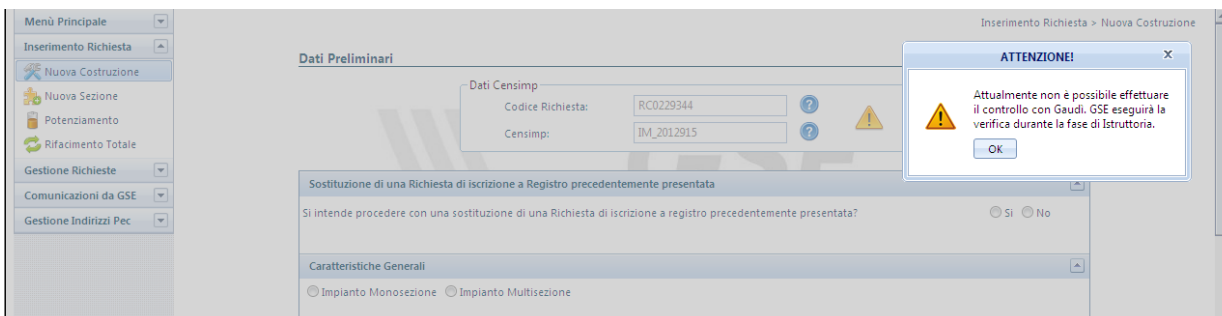 Menù Principale
Inserimento Richiesta
Nuova Costruzione
Nuova Sezione
Potenziamento
Rifacimento Totale
Gestione Richieste
Comunicazioni da GSE
Gestione Indirizzi Pec
Inserimento Richiesta > Nuova Costruzione
Dati Preliminari
Dati Censimp
Codice Richiesta: RC0229344
Censimp: IM_2012915
GSE
ATTENZIONE! X
Attualmente non è possibile effettuare
il controllo con Gaudì. GSE eseguirà la
verifica durante la fase di Istruttoria.
OK
Sostituzione di una Richiesta di iscrizione a Registro precedentemente presentata
Si intende procedere con una sostituzione di una Richiesta di iscrizione a registro precedentemente presentata? Sì No
Caratteristiche Generali
Impianto Monosezione Impianto Multisezione